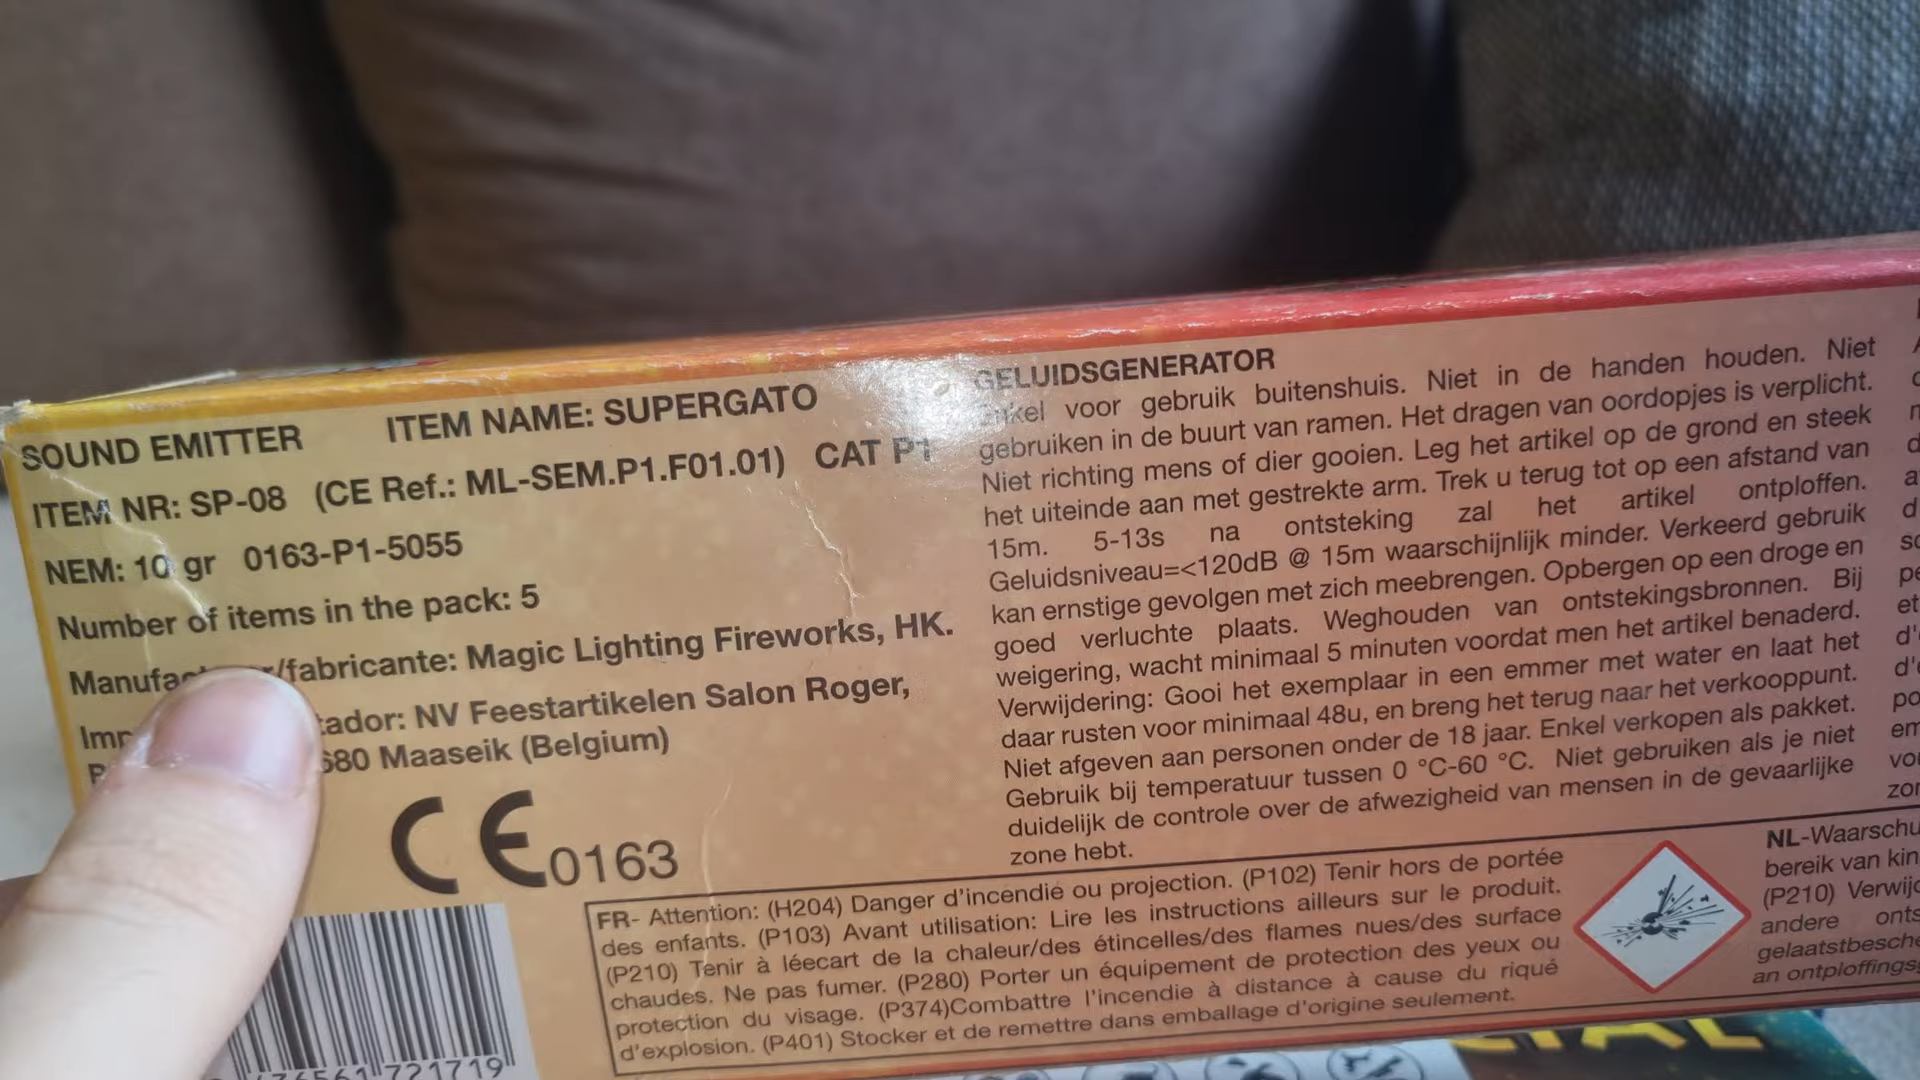 SOUND EMITTER ITEM NAME: SUPERGATO
ITEM NR: SP-08 (CE Ref.: ML-SEM.P1.F01.01) CAT P1
NEM: 10 gr 0163-P1-5055
Number of items in the pack: 5
/fabricante: Magic Lighting Fireworks, HK.
NV Feestartikelen Salon Roger,
Maaseik (Belgium)
CE0163
GELUIDSGENERATOR
Enkel voor gebruik buitenshuis. Niet in de handen houden. Niet
gebruiken in de buurt van ramen. Het dragen van oordopjes is verplicht.
Niet richting mens of dier gooien. Leg het artikel op de grond en steek
het uiteinde aan met gestrekte arm. Trek u terug tot op een afstand van
15m. 5-13s na ontsteking zal het artikel ontploffen.
Geluidsniveau=<120dB @ 15m waarschijnlijk minder. Verkeerd gebruik
kan ernstige gevolgen met zich meebrengen. Opbergen op een droge en
goed verluchte plaats. Weghouden van ontstekingsbronnen. Bij
weigering, wacht minimaal 5 minuten voordat men het artikel benaderd.
Verwijdering: Gooi het exemplaar in een emmer met water en laat het
daar rusten voor minimaal 48u, en breng het terug naar het verkooppunt.
Niet afgeven aan personen onder de 18 jaar. Enkel verkopen als pakket.
Gebruik bij temperatuur tussen 0 °C-60 °C. Niet gebruiken als je niet
duidelijk de controle over de afwezigheid van mensen in de gevaarlijke
zone hebt.
FR- Attention: (H204) Danger d'incendie ou projection. (P102) Tenir hors de portée
des enfants. (P103) Avant utilisation: Lire les instructions ailleurs sur le produit.
(P210) Tenir à léecart de la chaleur/des étincelles/des flames nues/des surface
chaudes. Ne pas fumer. (P280) Porter un équipement de protection des yeux ou
protection du visage. (P374)Combattre l'incendie à distance à cause du riqué
d'explosion. (P401) Stocker et de remettre dans emballage d'origine seulement.
NL-Waarschu
bereik van kin
(P210) Verwijd
andere onts
gelaatstbesche
an ontploffings
721719